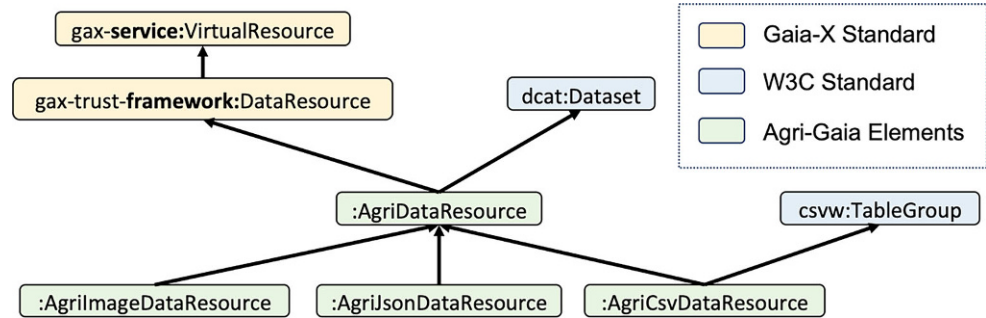 gax-service:VirtualResource
gax-trust-framework:DataResource
dcat:Dataset
Gaia-X Standard
W3C Standard
Agri-Gaia Elements
:AgriDataResource
csvw:TableGroup
:AgriImageDataResource
:AgriJsonDataResource
:AgriCsvDataResource